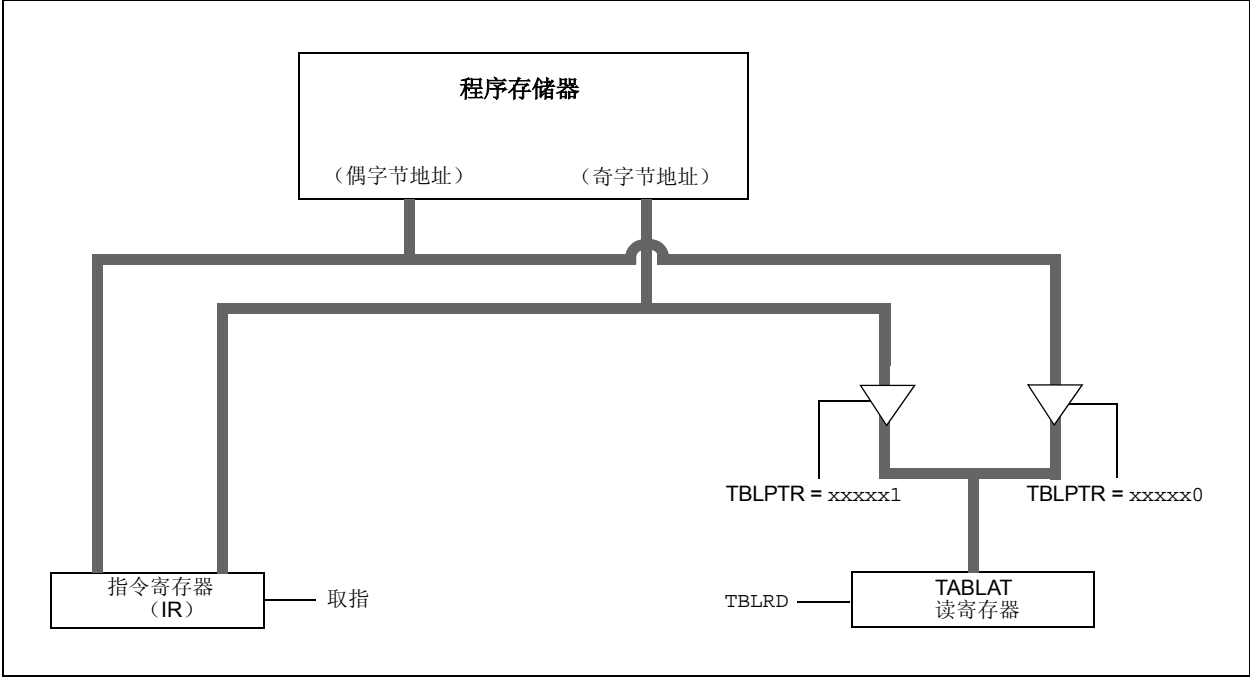 程序存储器
（偶字节地址）
（奇字节地址）
TBLPTR = xxxxx1
TBLPTR = xxxxx0
指令寄存器
（IR）
取指
TBLRD
TABLAT
读寄存器